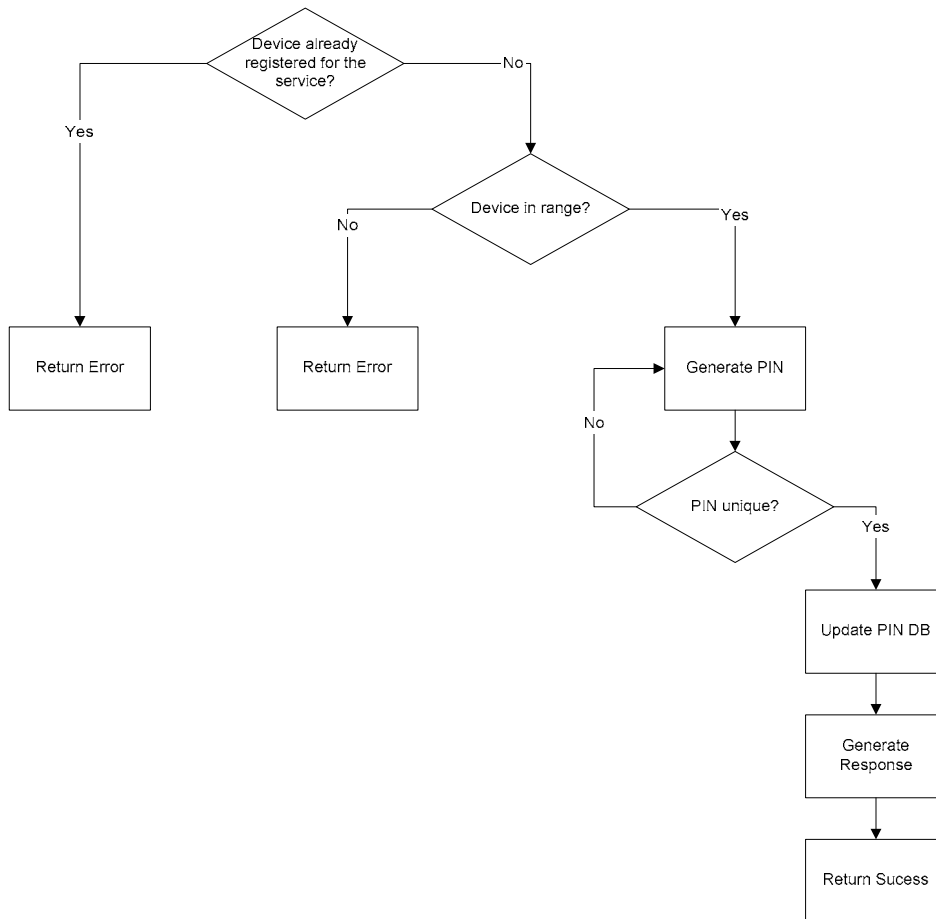 Device already
registered for the
service?
No
Yes
Device in range?
No
Yes
Return Error
Return Error
Generate PIN
No
PIN unique?
Yes
Update PIN DB
Generate
Response
Return Sucess